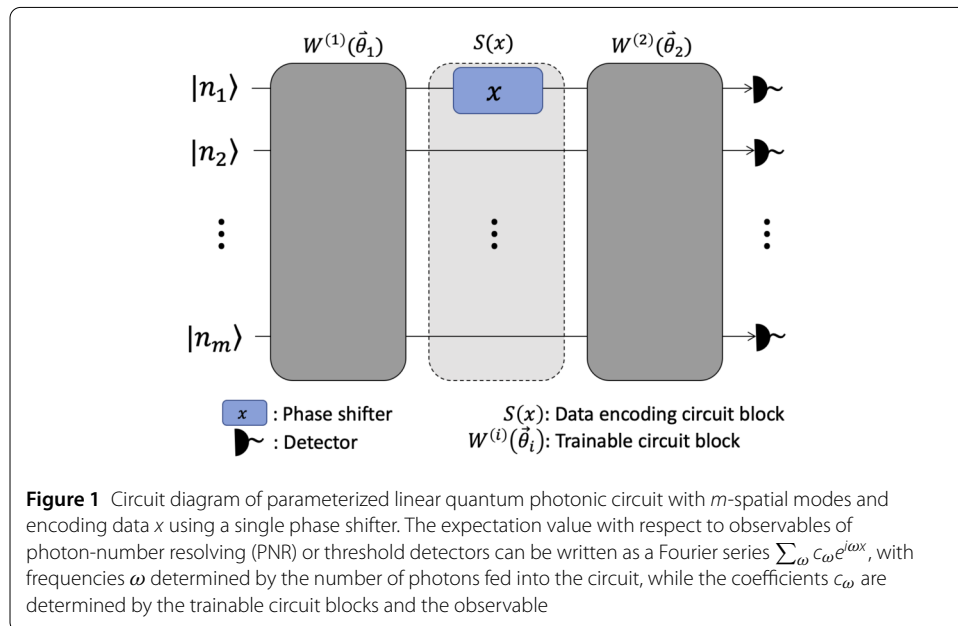 W^{(1)}(\vec{θ}_1) S(x) W^{(2)}(\vec{θ}_2)
|n_1⟩ x
|n_2⟩
⋮ ⋮ ⋮
|n_m⟩
x : Phase shifter S(x): Data encoding circuit block
: Detector W^{(i)}(\vec{θ}_i): Trainable circuit block
Figure 1 Circuit diagram of parameterized linear quantum photonic circuit with m-spatial modes and
encoding data x using a single phase shifter. The expectation value with respect to observables of
photon-number resolving (PNR) or threshold detectors can be written as a Fourier series ∑_ω c_ω e^{iωx}, with
frequencies ω determined by the number of photons fed into the circuit, while the coefficients c_ω are
determined by the trainable circuit blocks and the observable